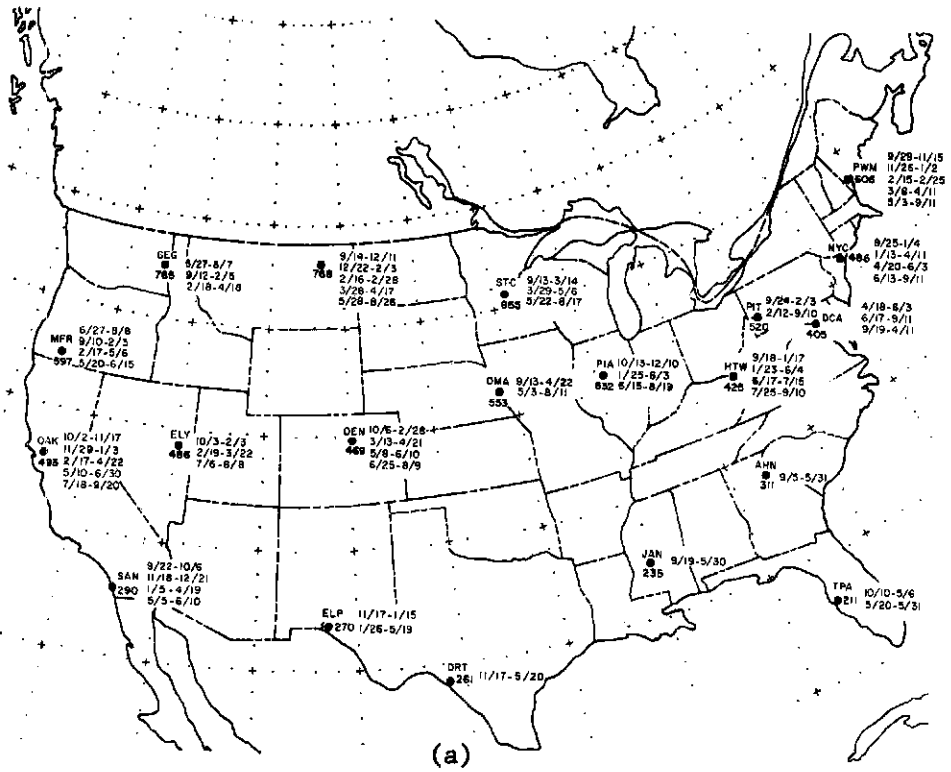 PWM 9/29-11/15
606 11/26-1/2
2/15-2/25
3/8-4/11
5/3-9/11
NYC 9/25-1/4
486 1/13-4/11
4/20-6/3
6/13-9/11
GEG 6/27-8/7
785 9/12-2/5
2/18-4/18
9/14-12/11
768 12/22-2/3
2/16-2/28
3/28-4/17
5/28-8/26
STC 9/13-3/14
855 3/29-5/6
5/22-8/17
PIT 9/24-2/3
520 2/12-9/10
DCA 4/18-6/3
405 6/17-9/11
9/19-4/11
MFR 6/27-8/8
597 9/10-2/3
2/17-5/6
5/20-6/15
OMA 9/13-4/22
553 5/3-8/11
PIA 10/13-12/10
632 1/25-6/3
6/15-8/19
HTW 9/18-1/17
425 1/23-6/4
6/17-7/15
7/25-9/10
OAK 10/2-11/17
495 11/29-1/3
2/17-4/22
5/10-6/30
7/18-9/20
ELY 10/3-2/3
486 2/19-3/22
7/6-8/8
DEN 10/6-2/28
469 3/13-4/21
5/8-6/10
6/25-8/9
AHN 9/5-5/31
311
SAN 9/22-10/6
290 11/18-12/21
1/5-4/19
5/5-6/10
JAN 9/19-5/30
235
ELP 11/17-1/15
270 1/26-5/19
TPA 10/10-5/6
211 5/20-5/31
DRT 11/17-5/20
261
(a)